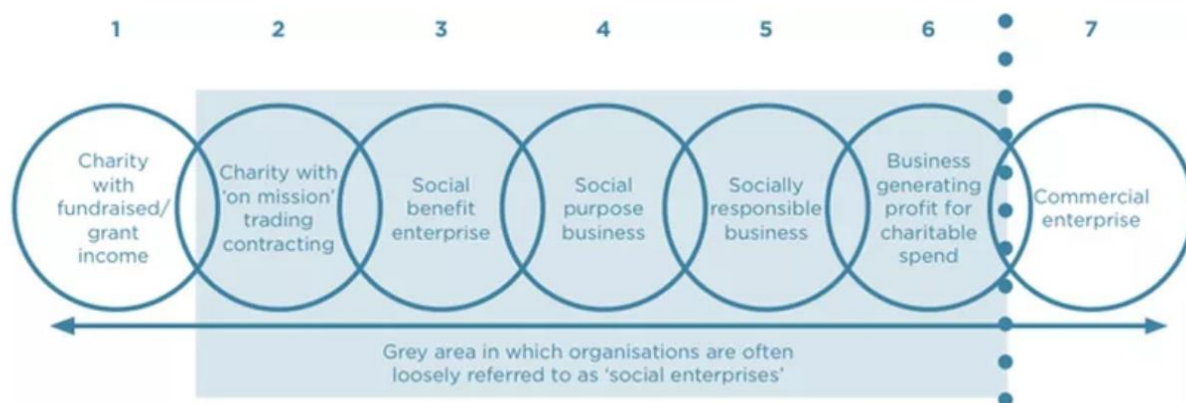 1 2 3 4 5 6 7
Charity
with
fundraised/
grant
income
Charity with
'on mission'
trading
contracting
Social
benefit
enterprise
Social
purpose
business
Socially
responsible
business
Business
generating
profit for
charitable
spend
Commercial
enterprise
Grey area in which organisations are often
loosely referred to as 'social enterprises'